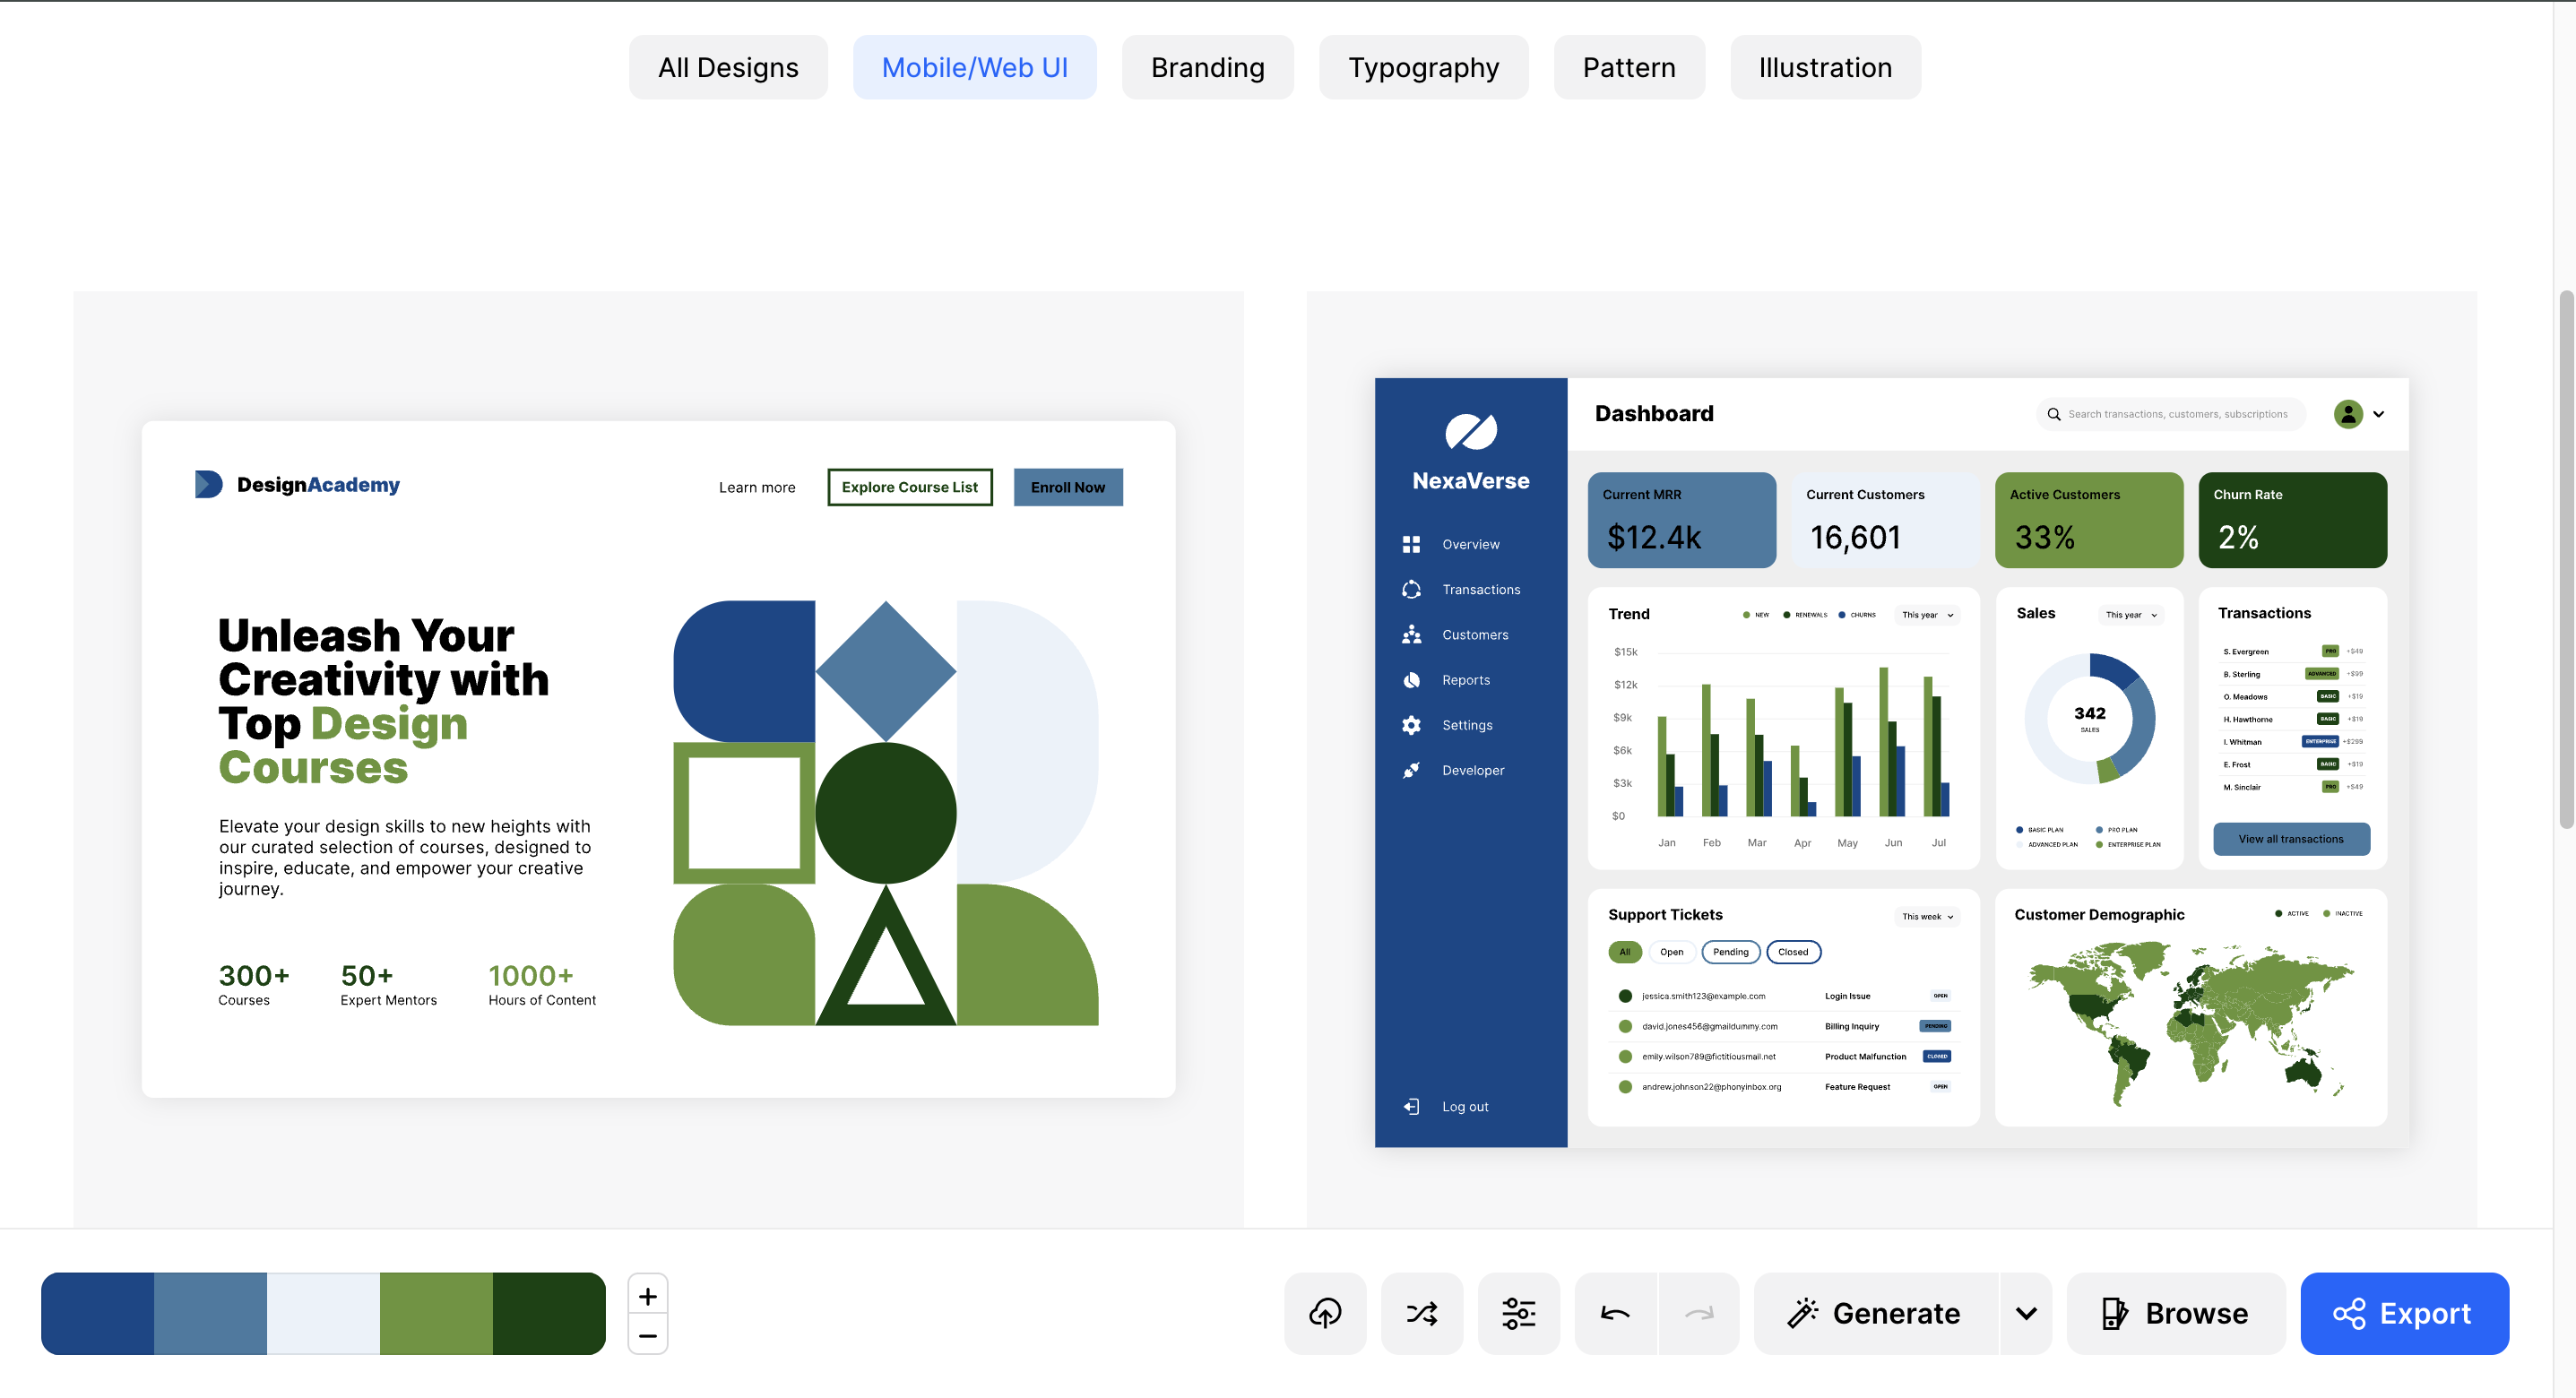 All Designs Mobile/Web UI Branding Typography Pattern Illustration
DesignAcademy
Learn more Explore Course List Enroll Now
Unleash Your
Creativity with
Top Design
Courses
Elevate your design skills to new heights with
our curated selection of courses, designed to
inspire, educate, and empower your creative
journey.
300+ 50+ 1000+
Courses Expert Mentors Hours of Content
NexaVerse
Overview
Transactions
Customers
Reports
Settings
Developer
Log out
Dashboard
Search transactions, customers, subscriptions
Current MRR
$12.4k
Current Customers
16,601
Active Customers
33%
Churn Rate
2%
Trend
NEW RENEWALS CHURNS This year
$15k
$12k
$9k
$6k
$3k
$0
Jan Feb Mar Apr May Jun Jul
Sales This year
342
SALES
BASIC PLAN PRO PLAN
ADVANCED PLAN ENTERPRISE PLAN
Transactions
S. Evergreen PRO +$49
B. Sterling ADVANCED +$99
O. Meadows BASIC +$19
H. Hawthorne BASIC +$19
I. Whitman ENTERPRISE +$299
E. Frost BASIC +$19
M. Sinclair PRO +$49
View all transactions
Support Tickets This week
All Open Pending Closed
jessica.smith123@example.com Login Issue OPEN
david.jones456@gmaildummy.com Billing Inquiry PENDING
emily.wilson789@fictitiousmail.net Product Malfunction CLOSED
andrew.johnson22@phonyinbox.org Feature Request OPEN
Customer Demographic ACTIVE INACTIVE
Generate Browse Export